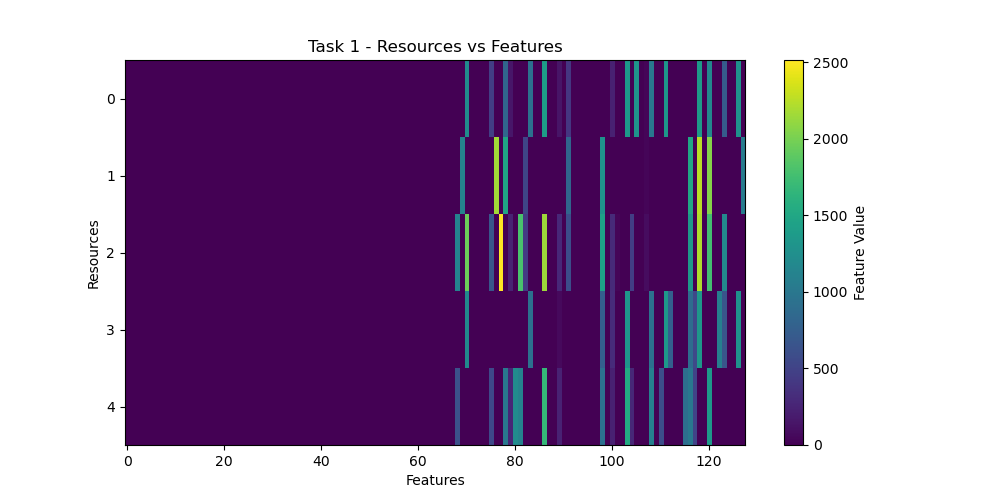 Task 1 - Resources vs Features
Resources
0
1
2
3
4
0 20 40 60 80 100 120
Features
2500
2000
1500
1000
500
0
Feature Value